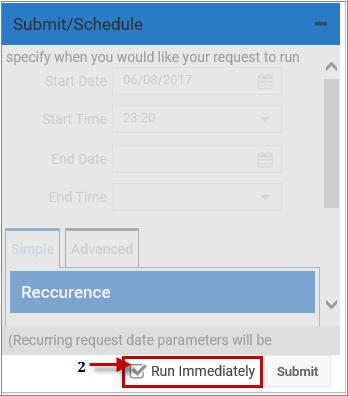 Submit/Schedule
specify when you would like your request to run
Start Date 06/08/2017
Start Time 23:20
End Date
End Time
Simple Advanced
Reccurence
(Recurring request date parameters will be
2 Run Immediately Submit